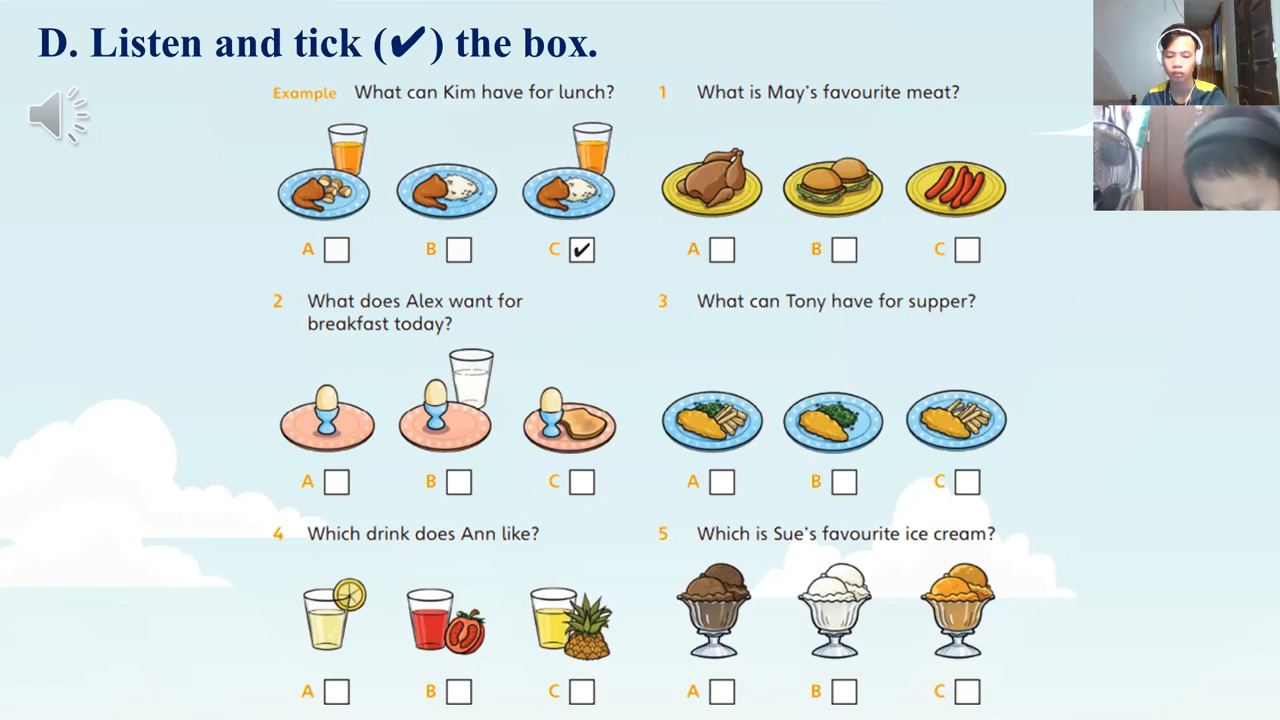 D. Listen and tick (✔) the box.
Example What can Kim have for lunch?
A B C ✔
1 What is May's favourite meat?
A B C
2 What does Alex want for
breakfast today?
A B C
3 What can Tony have for supper?
A B C
4 Which drink does Ann like?
A B C
5 Which is Sue's favourite ice cream?
A B C